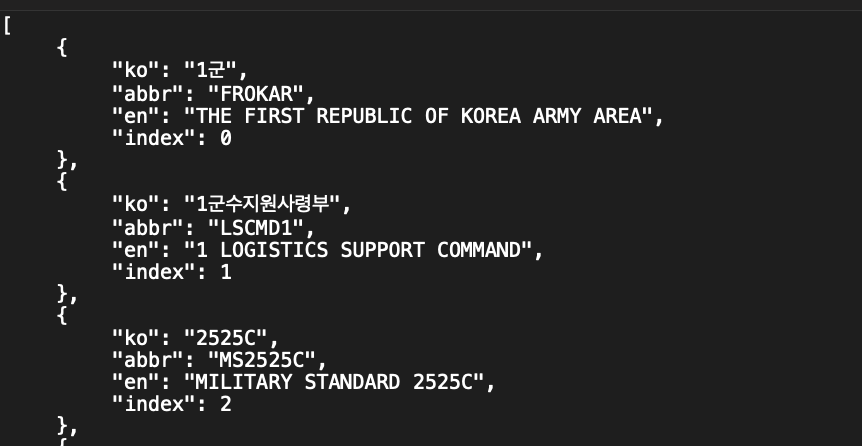 [
{
"ko": "1군",
"abbr": "FROKAR",
"en": "THE FIRST REPUBLIC OF KOREA ARMY AREA",
"index": 0
},
{
"ko": "1군수지원사령부",
"abbr": "LSCMD1",
"en": "1 LOGISTICS SUPPORT COMMAND",
"index": 1
},
{
"ko": "2525C",
"abbr": "MS2525C",
"en": "MILITARY STANDARD 2525C",
"index": 2
},
{